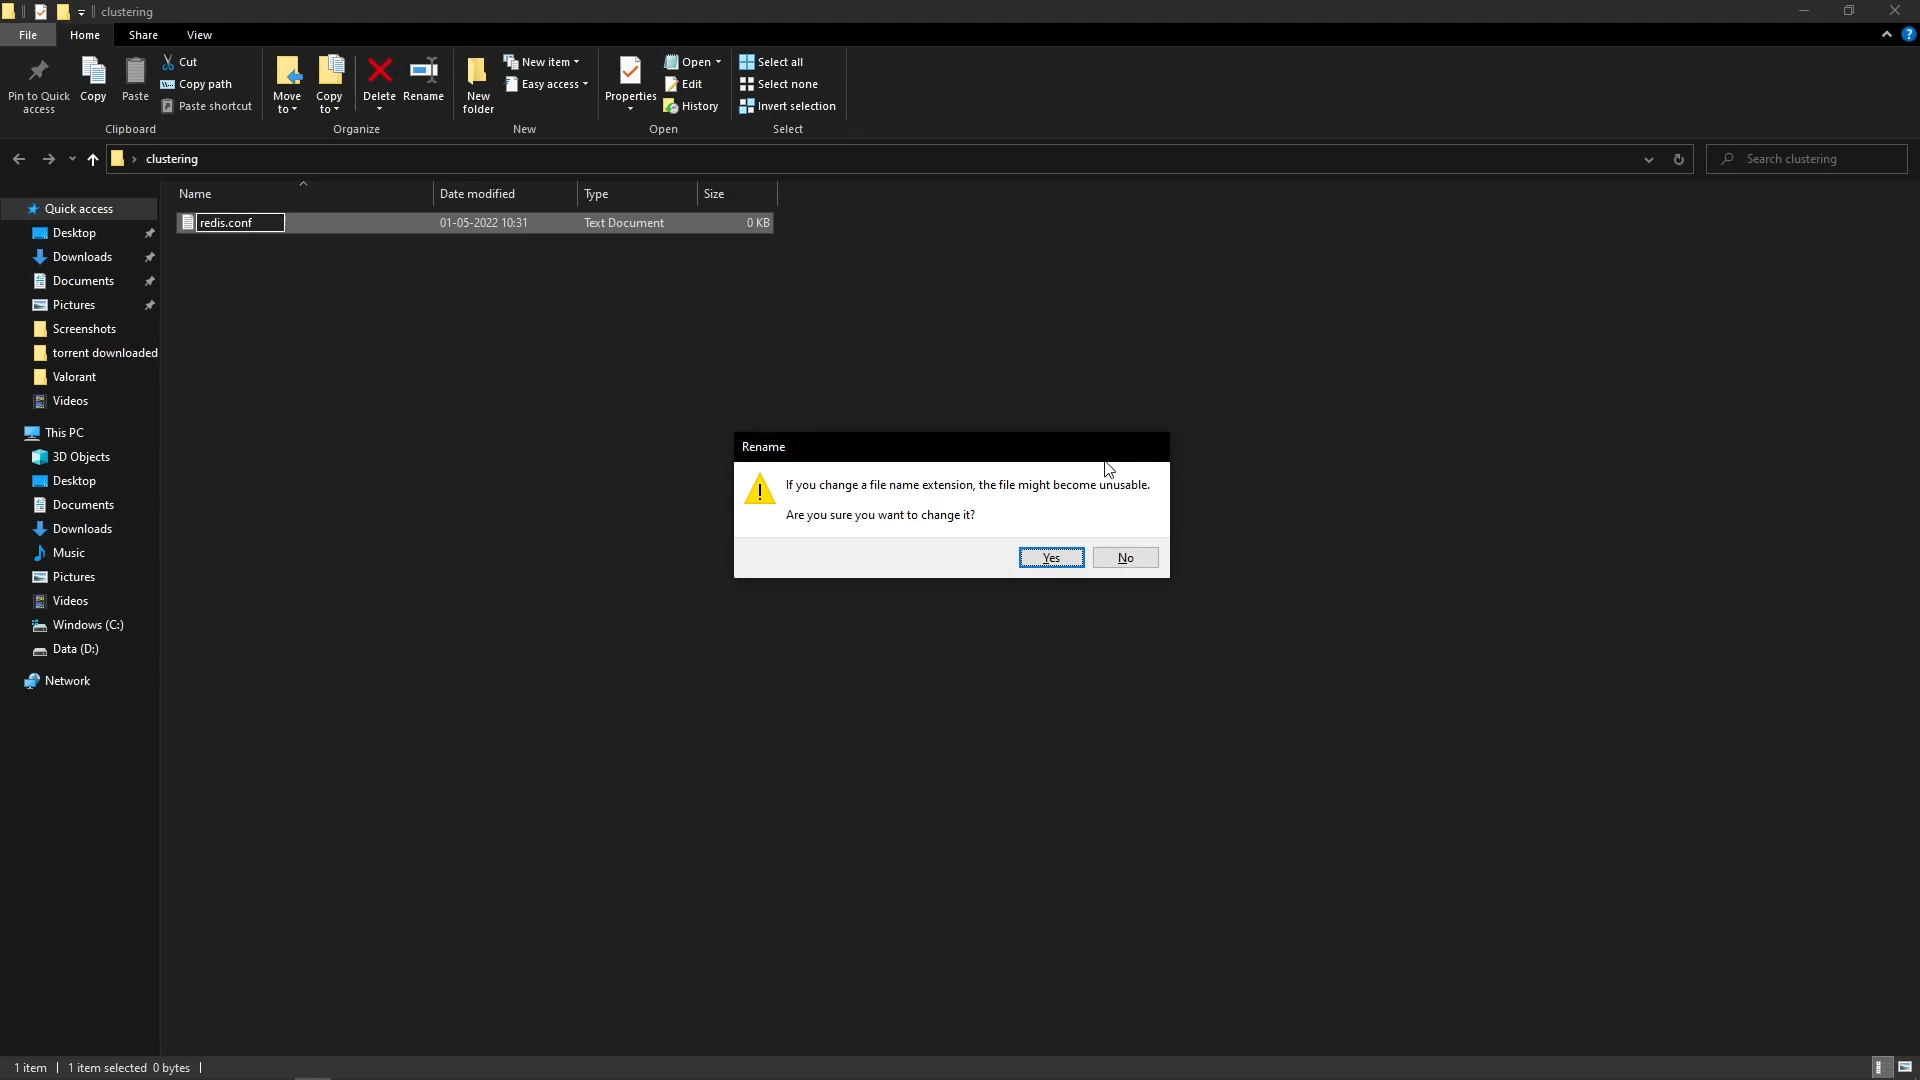 clustering
File Home Share View
Pin to Quick access
Copy
Paste
Cut
Copy path
Paste shortcut
Clipboard
Move to
Copy to
Delete
Rename
Organize
New folder
New item
Easy access
New
Properties
Open
Edit
History
Open
Select all
Select none
Invert selection
Select
clustering
Search clustering
Name Date modified Type Size
redis.conf 01-05-2022 10:31 Text Document 0 KB
Quick access
Desktop
Downloads
Documents
Pictures
Screenshots
torrent downloaded
Valorant
Videos
This PC
3D Objects
Desktop
Documents
Downloads
Music
Pictures
Videos
Windows (C:)
Data (D:)
Network
Rename
If you change a file name extension, the file might become unusable.
Are you sure you want to change it?
Yes No
1 item 1 item selected 0 bytes